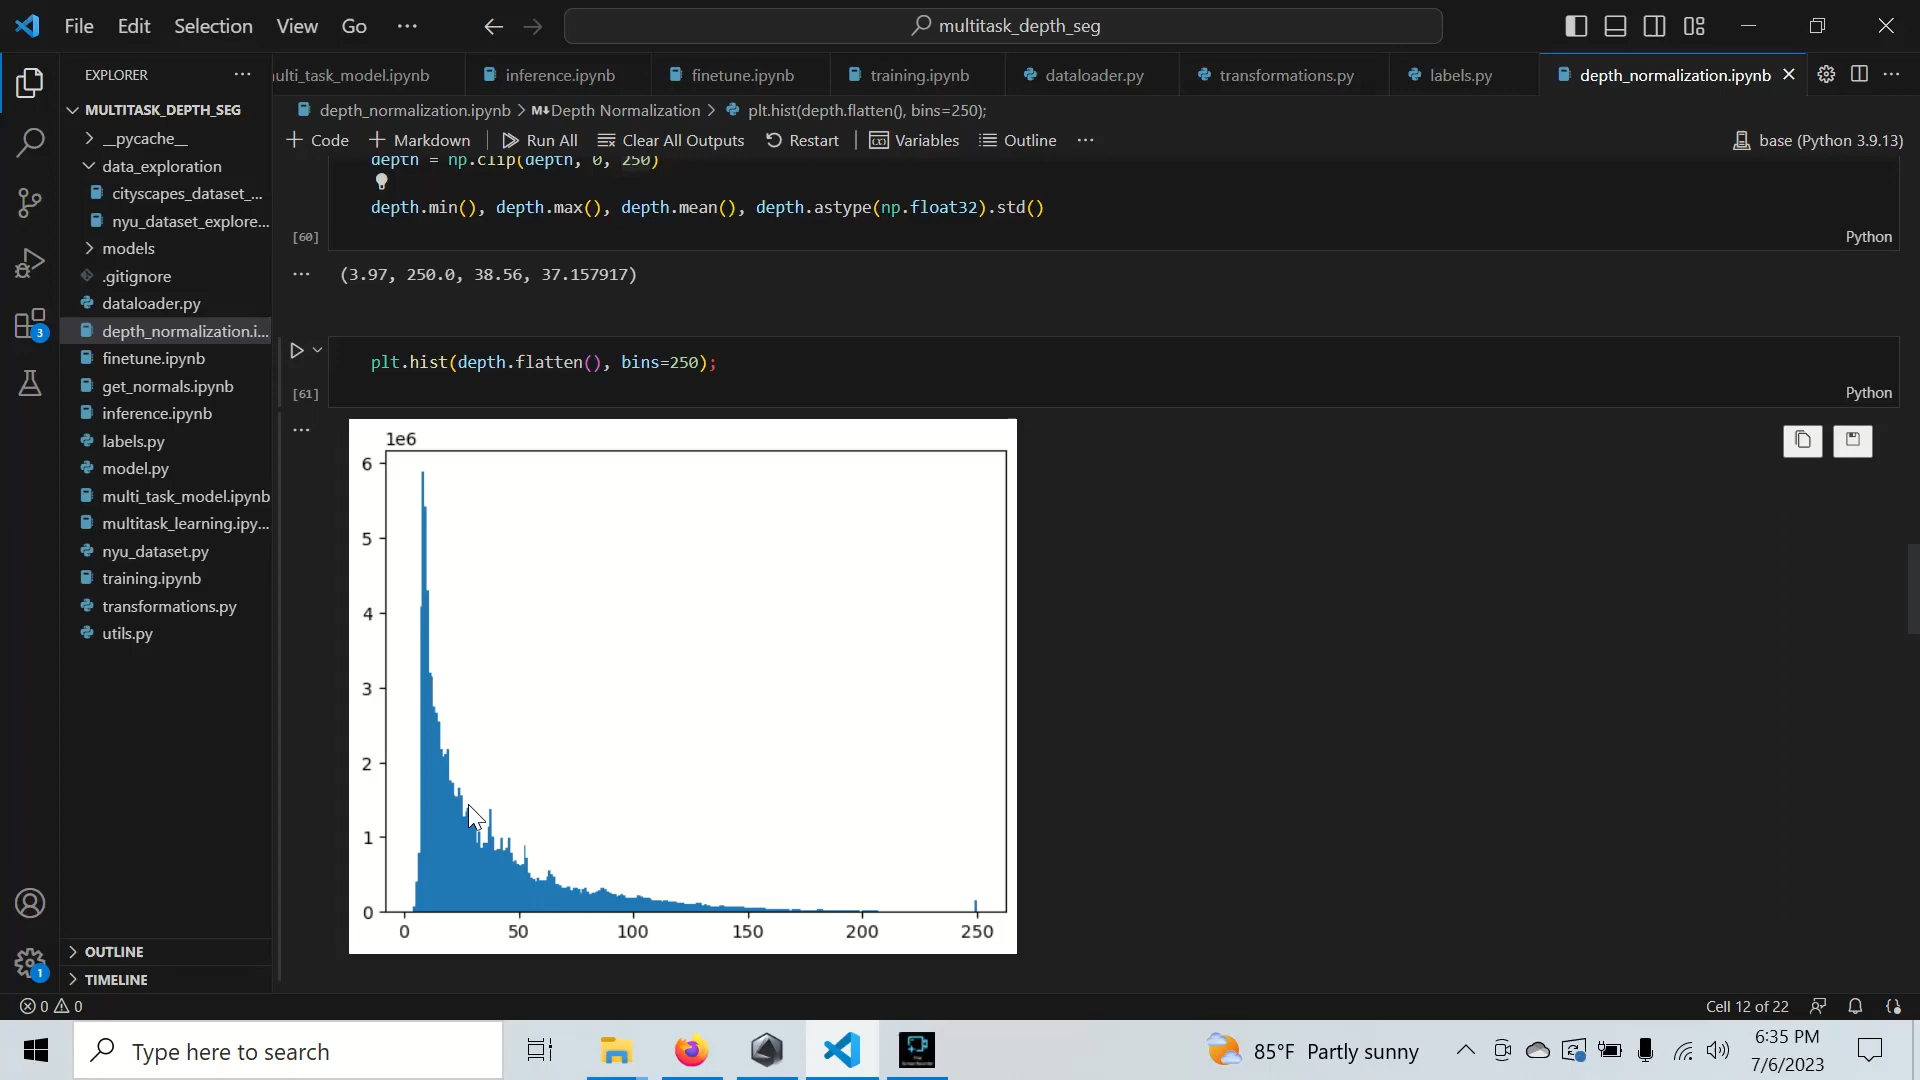 File Edit Selection View Go ··· multitask_depth_seg
EXPLORER ···
MULTITASK_DEPTH_SEG
__pycache__
data_exploration
cityscapes_dataset_...
nyu_dataset_explore...
models
.gitignore
dataloader.py
depth_normalization.i...
finetune.ipynb
get_normals.ipynb
inference.ipynb
labels.py
model.py
multi_task_model.ipynb
multitask_learning.ipy...
nyu_dataset.py
training.ipynb
transformations.py
utils.py
OUTLINE
TIMELINE
3
1
ulti_task_model.ipynb inference.ipynb finetune.ipynb training.ipynb dataloader.py transformations.py labels.py depth_normalization.ipynb
depth_normalization.ipynb > M↓Depth Normalization > plt.hist(depth.flatten(), bins=250);
+ Code + Markdown Run All Clear All Outputs Restart Variables Outline ··· base (Python 3.9.13)
depth = np.clip(depth, 0, 250)
depth.min(), depth.max(), depth.mean(), depth.astype(np.float32).std()
[60] Python
··· (3.97, 250.0, 38.56, 37.157917)
plt.hist(depth.flatten(), bins=250);
[61] Python
···
1e6
6
5
4
3
2
1
0
0 50 100 150 200 250
0 0 Cell 12 of 22
Type here to search 85°F Partly sunny 6:35 PM
7/6/2023